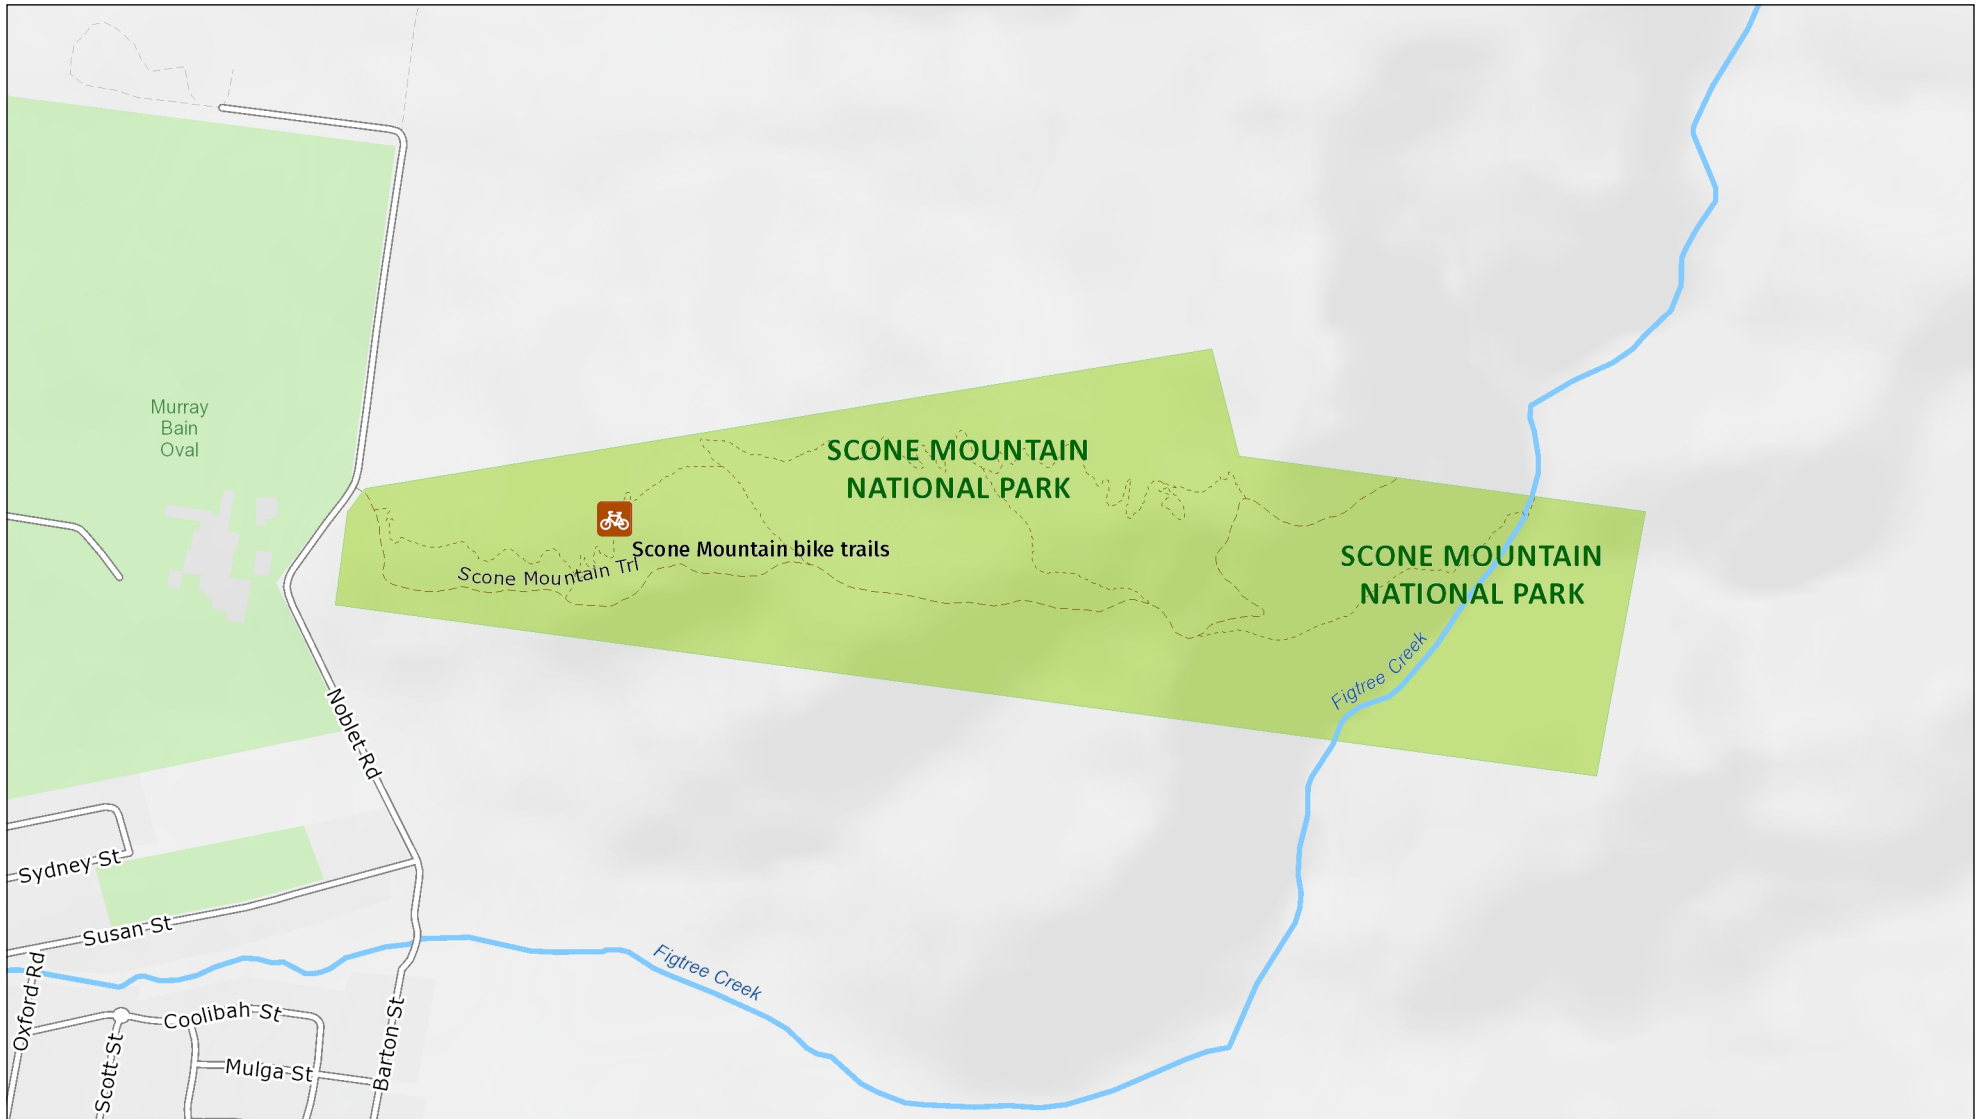 Murray
Bain
Oval
SCONE MOUNTAIN
NATIONAL PARK
Scone Mountain bike trails
Scone Mountain Trl
SCONE MOUNTAIN
NATIONAL PARK
Figtree Creek
Noblet Rd
Sydney St
Susan St
Figtree Creek
Oxford Rd
Coolibah St
Scott St
Mulga St
Barton St